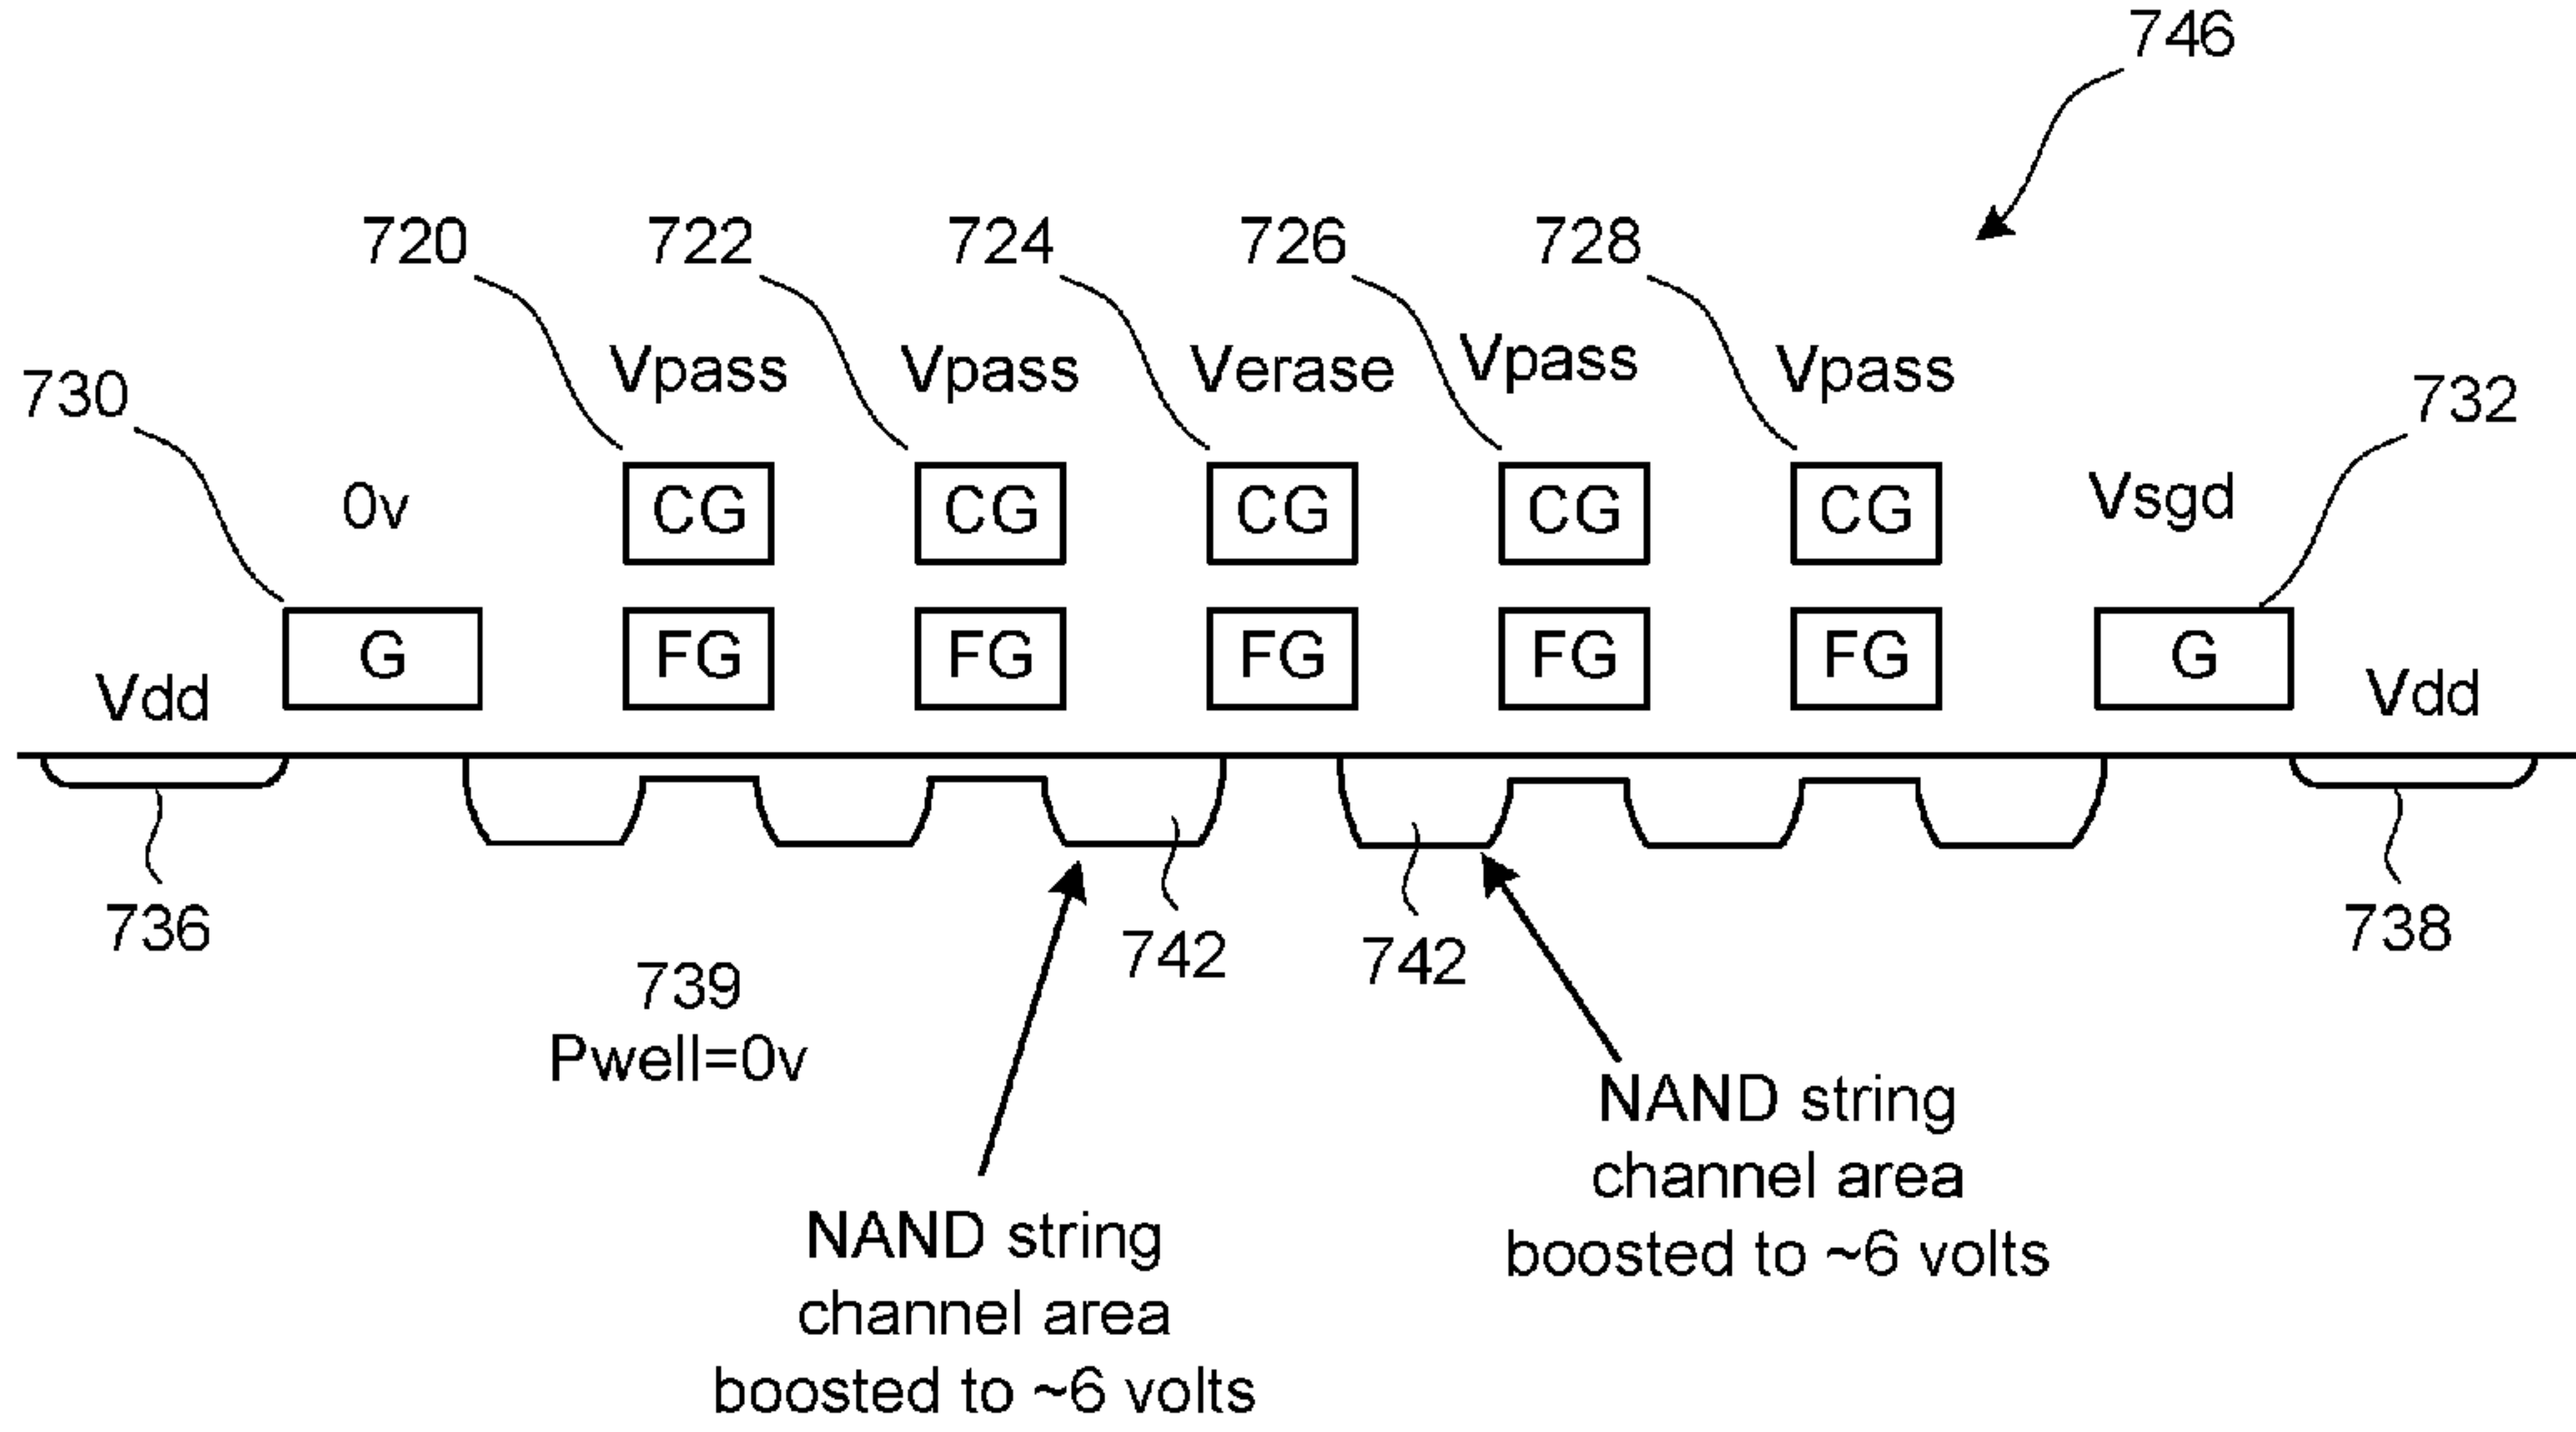 746
720 722 724 726 728
Vpass Vpass Verase Vpass Vpass
730 732
0v CG CG CG CG CG Vsgd
G FG FG FG FG FG G
Vdd Vdd
736 742 742 738
739
Pwell=0v
NAND string
channel area
boosted to ~6 volts
NAND string
channel area
boosted to ~6 volts